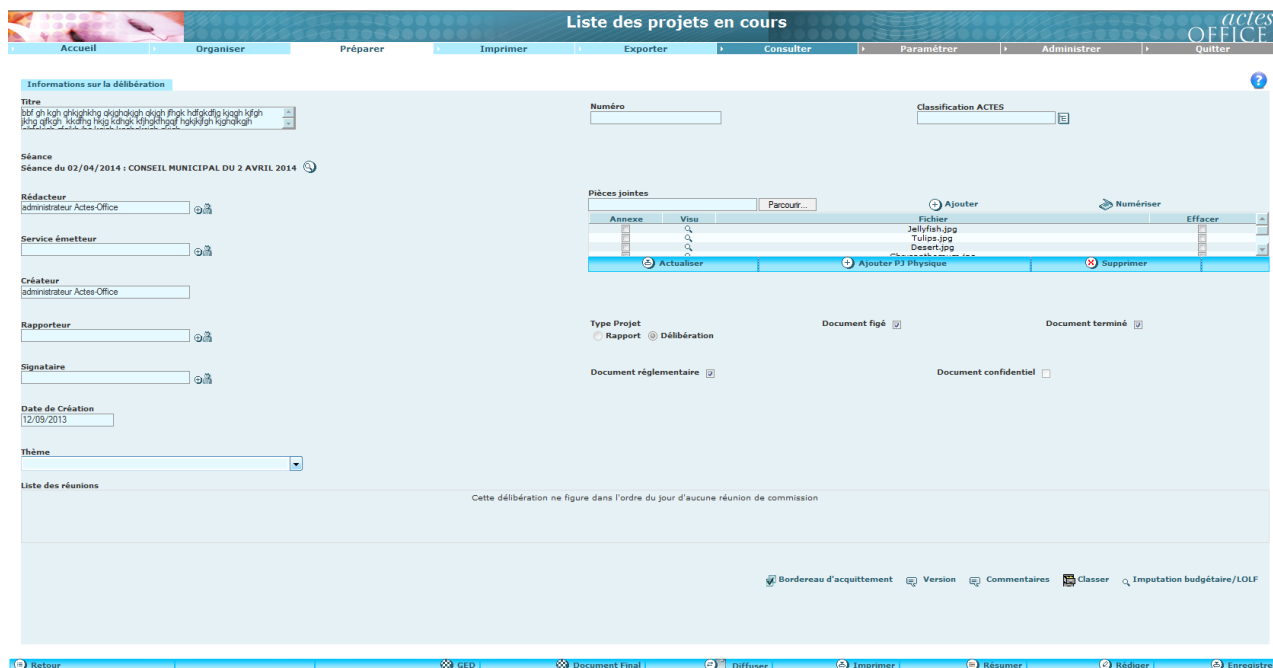 Liste des projets en cours
actes
OFFICE
Accueil Organiser Préparer Imprimer Exporter Consulter Paramétrer Administrer Quitter
Informations sur la délibération
Titre
bbf gh kgh ghkjghkhg
jkhg
Numéro
Classification ACTES
Séance
Séance du 02/04/2014 : CONSEIL MUNICIPAL DU 2 AVRIL 2014
Rédacteur
administrateur Actes-Office
Pièces jointes
Parcourir... Ajouter Numériser
Annexe Visu Fichier Effacer
Jellyfish.jpg
Tulips.jpg
Desert.jpg
Actualiser Ajouter PJ Physique Supprimer
Service émetteur
Créateur
administrateur Actes-Office
Rapporteur
Type Projet
Rapport Délibération
Document figé
Document terminé
Signataire
Document réglementaire
Document confidentiel
Date de Création
12/09/2013
Thème
Liste des réunions
Cette délibération ne figure dans l'ordre du jour d'aucune réunion de commission
Bordereau d'acquittement Version Commentaires Classer Imputation budgétaire/LOLF
Retour GED Document Final Diffuser Imprimer Résumer Rédiger Enregistre